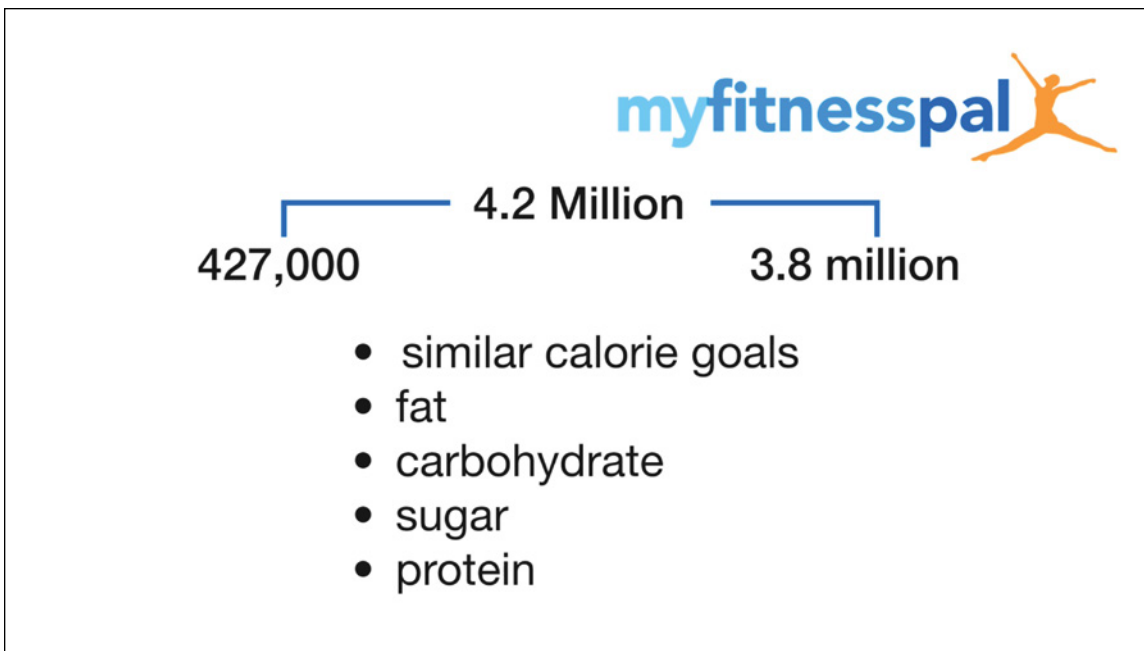 myfitnesspal
4.2 Million
427,000 3.8 million
• similar calorie goals
• fat
• carbohydrate
• sugar
• protein